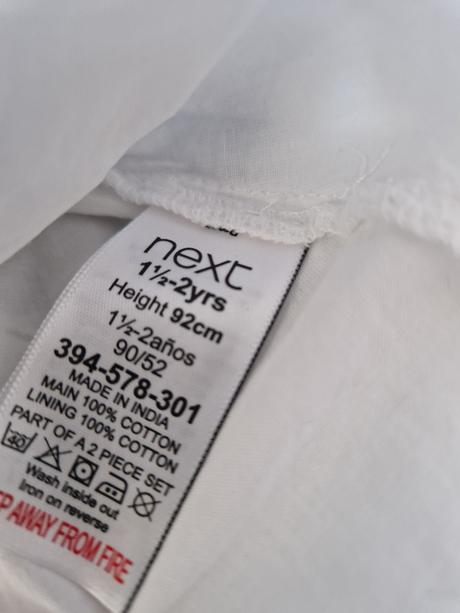 next
1½-2yrs
Height 92cm
1½-2años
90/52
394-578-301
MADE IN INDIA
MAIN 100% COTTON
LINING 100% COTTON
PART OF A 2 PIECE SET
40
Wash inside out
Iron on reverse
AWAY FROM FIRE